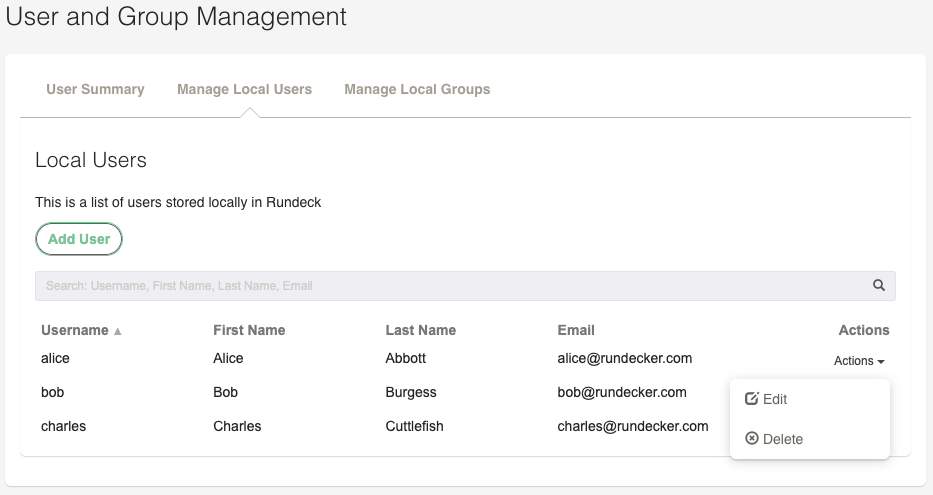 User and Group Management
User Summary Manage Local Users Manage Local Groups
Local Users
This is a list of users stored locally in Rundeck
Add User
Search: Username, First Name, Last Name, Email
Username ▲ First Name Last Name Email Actions
alice Alice Abbott alice@rundecker.com Actions
bob Bob Burgess bob@rundecker.com
Edit
charles Charles Cuttlefish charles@rundecker.com
Delete